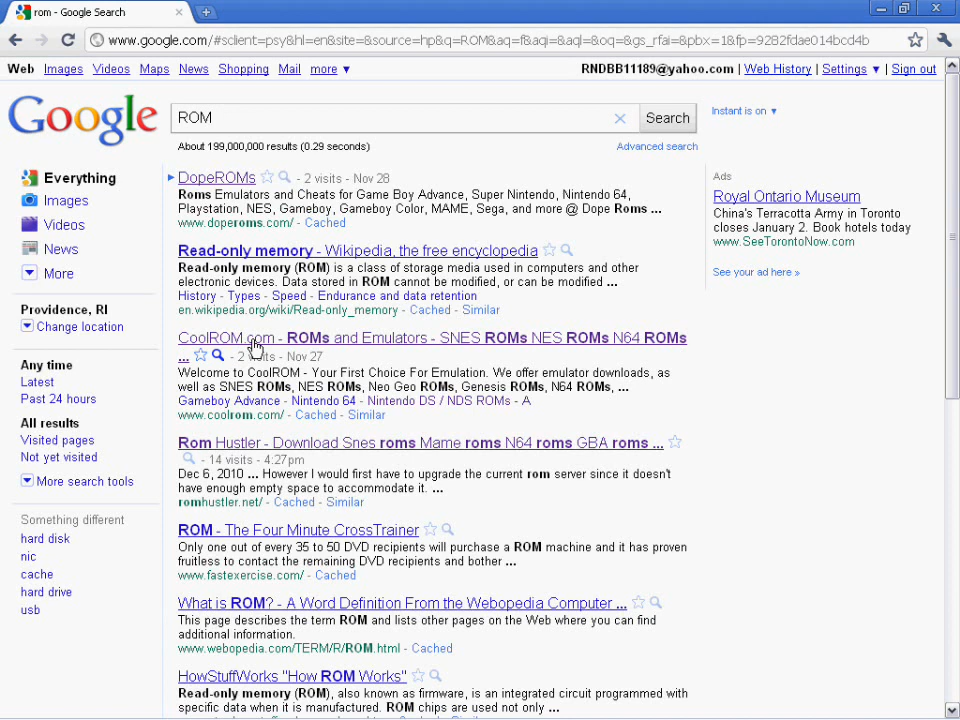 rom - Google Search
www.google.com/#sclient=psy&hl=en&site=&source=hp&q=ROM&aq=f&aqi=&aql=&oq=&gs_rfai=&pbx=1&fp=9282fdae014bcd4b
Web Images Videos Maps News Shopping Mail more ▼
RNDBB11189@yahoo.com | Web History | Settings ▼ | Sign out
Google
ROM
Search
Instant is on ▼
About 199,000,000 results (0.29 seconds)
Advanced search
Everything
Images
Videos
News
More
Providence, RI
Change location
Any time
Latest
Past 24 hours
All results
Visited pages
Not yet visited
More search tools
Something different
hard disk
nic
cache
hard drive
usb
DopeROMs - 2 visits - Nov 28
Roms Emulators and Cheats for Game Boy Advance, Super Nintendo, Nintendo 64,
Playstation, NES, Gameboy, Gameboy Color, MAME, Sega, and more @ Dope Roms ...
www.doperoms.com/ - Cached
Read-only memory - Wikipedia, the free encyclopedia
Read-only memory (ROM) is a class of storage media used in computers and other
electronic devices. Data stored in ROM cannot be modified, or can be modified ...
History - Types - Speed - Endurance and data retention
en.wikipedia.org/wiki/Read-only_memory - Cached - Similar
CoolROM.com - ROMs and Emulators - SNES ROMs NES ROMs N64 ROMs
... - 2 visits - Nov 27
Welcome to CoolROM - Your First Choice For Emulation. We offer emulator downloads, as
well as SNES ROMs, NES ROMs, Neo Geo ROMs, Genesis ROMs, N64 ROMs, ...
Gameboy Advance - Nintendo 64 - Nintendo DS / NDS ROMs - A
www.coolrom.com/ - Cached - Similar
Rom Hustler - Download Snes roms Mame roms N64 roms GBA roms ...
- 14 visits - 4:27pm
Dec 6, 2010 ... However I would first have to upgrade the current rom server since it doesn't
have enough empty space to accommodate it. ...
romhustler.net/ - Cached - Similar
ROM - The Four Minute CrossTrainer
Only one out of every 35 to 50 DVD recipients will purchase a ROM machine and it has proven
fruitless to contact the remaining DVD recipients and bother ...
www.fastexercise.com/ - Cached
What is ROM? - A Word Definition From the Webopedia Computer ...
This page describes the term ROM and lists other pages on the Web where you can find
additional information.
www.webopedia.com/TERM/R/ROM.html - Cached
HowStuffWorks "How ROM Works"
Read-only memory (ROM), also known as firmware, is an integrated circuit programmed with
specific data when it is manufactured. ROM chips are used not only ...
Ads
Royal Ontario Museum
China's Terracotta Army in Toronto
closes January 2. Book hotels today
www.SeeTorontoNow.com
See your ad here »